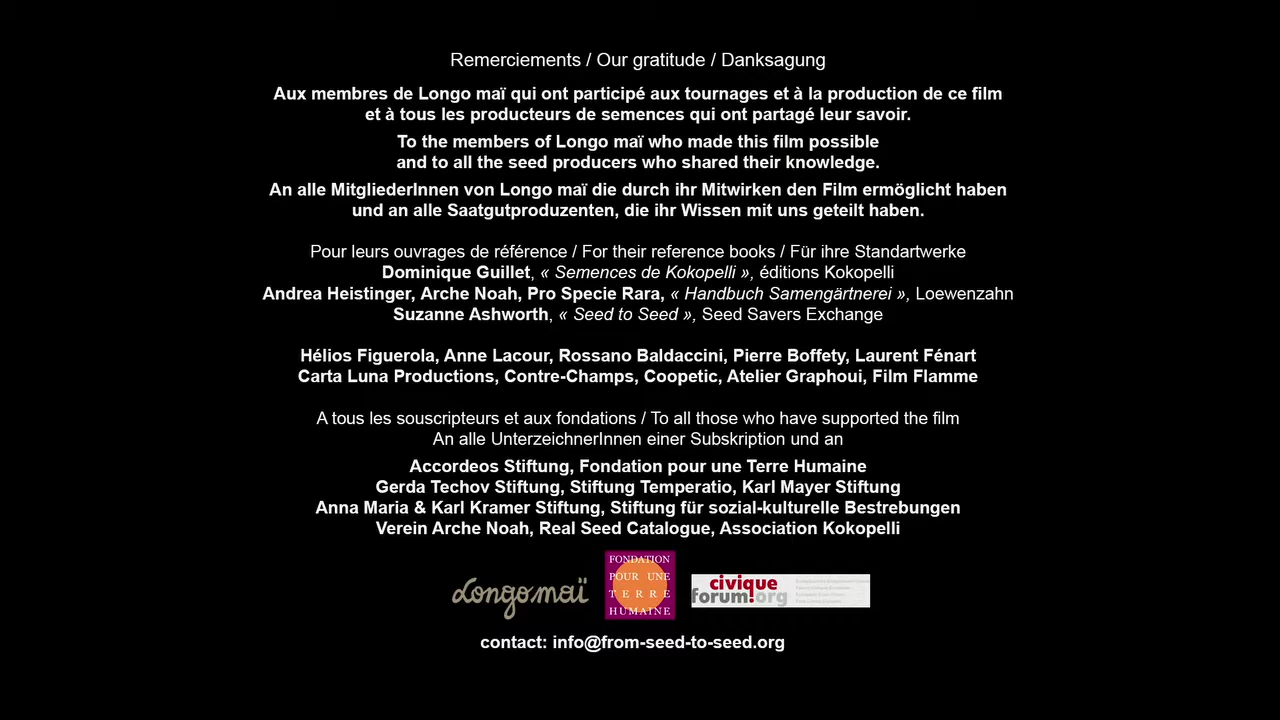 Remerciements / Our gratitude / Danksagung
Aux membres de Longo maï qui ont participé aux tournages et à la production de ce film
et à tous les producteurs de semences qui ont partagé leur savoir.
To the members of Longo maï who made this film possible
and to all the seed producers who shared their knowledge.
An alle MitgliederInnen von Longo maï die durch ihr Mitwirken den Film ermöglicht haben
und an alle Saatgutproduzenten, die ihr Wissen mit uns geteilt haben.
Pour leurs ouvrages de référence / For their reference books / Für ihre Standartwerke
Dominique Guillet, « Semences de Kokopelli », éditions Kokopelli
Andrea Heistinger, Arche Noah, Pro Specie Rara, « Handbuch Samengärtnerei », Loewenzahn
Suzanne Ashworth, « Seed to Seed », Seed Savers Exchange
Hélios Figuerola, Anne Lacour, Rossano Baldaccini, Pierre Boffety, Laurent Fénart
Carta Luna Productions, Contre-Champs, Coopetic, Atelier Graphoui, Film Flamme
A tous les souscripteurs et aux fondations / To all those who have supported the film
An alle UnterzeichnerInnen einer Subskription und an
Accordeos Stiftung, Fondation pour une Terre Humaine
Gerda Techov Stiftung, Stiftung Temperatio, Karl Mayer Stiftung
Anna Maria & Karl Kramer Stiftung, Stiftung für sozial-kulturelle Bestrebungen
Verein Arche Noah, Real Seed Catalogue, Association Kokopelli
Longo maï
FONDATION
POUR UNE
TERRE
HUMAINE
civique
forum!org
contact: info@from-seed-to-seed.org